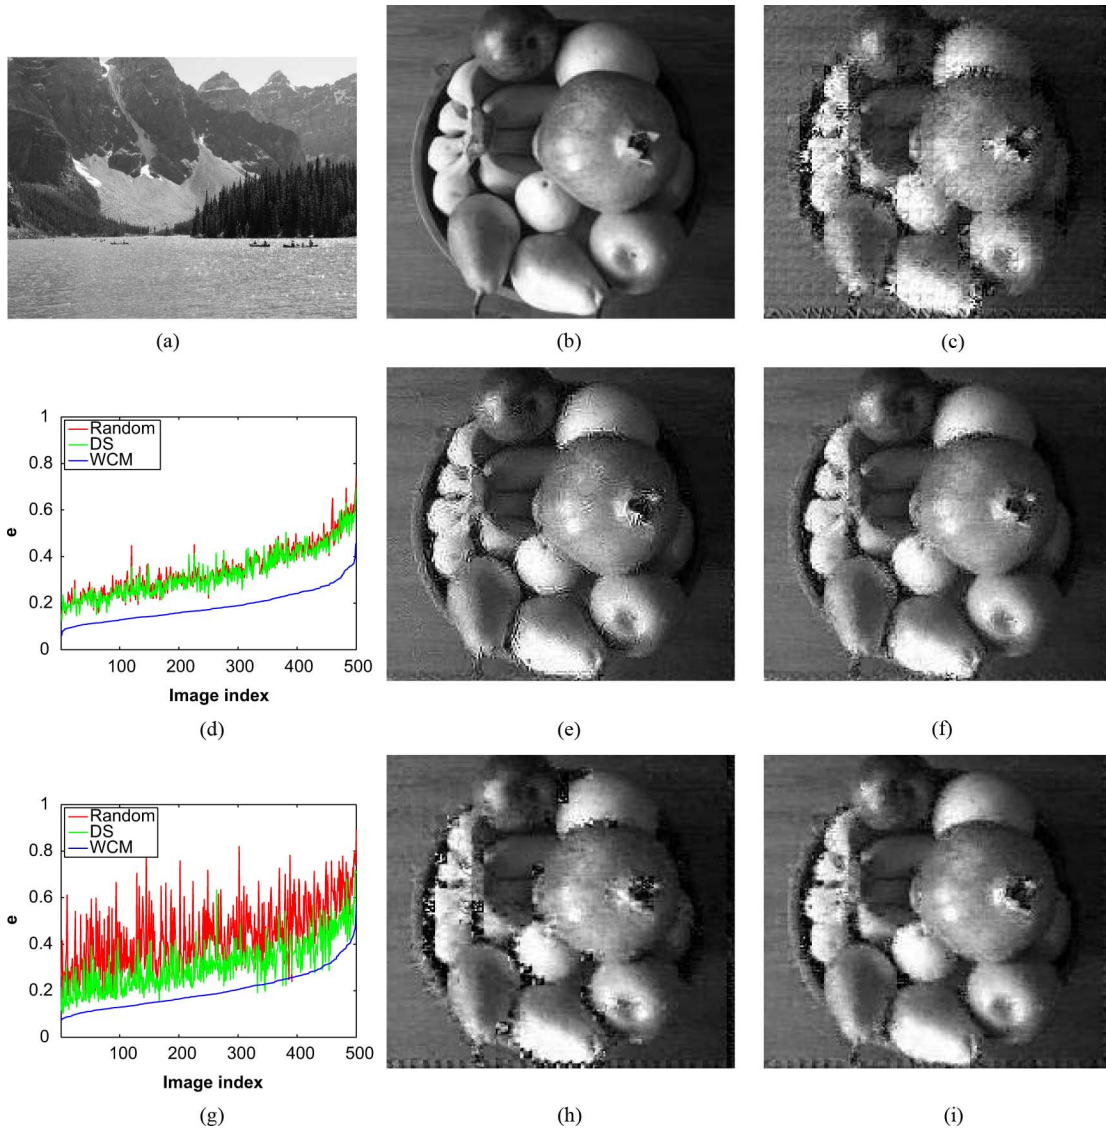 (a)
(b)
(c)
1
0.8
0.6
0.4
0.2
0
e
Random
DS
WCM
100
200
300
400
500
Image index
(d)
(e)
(f)
1
0.8
0.6
0.4
0.2
0
e
Random
DS
WCM
100
200
300
400
500
Image index
(g)
(h)
(i)